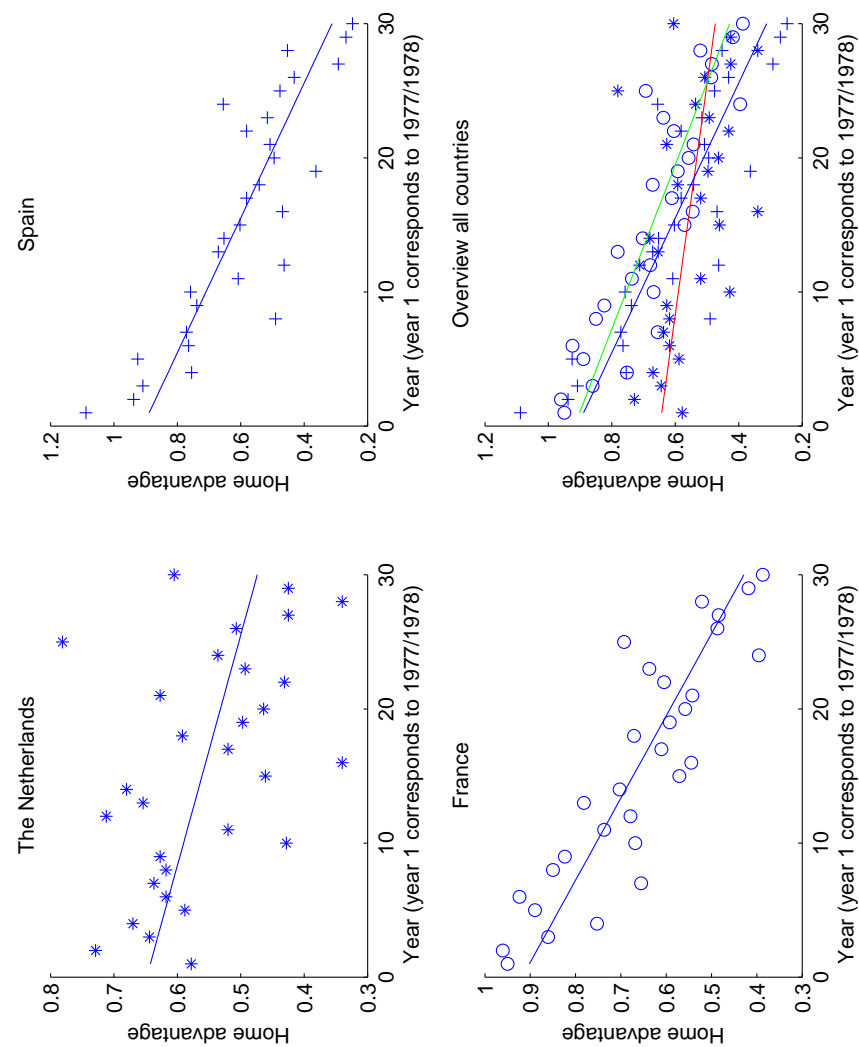 The Netherlands
0.8
0.7
0.6
0.5
0.4
0.3
Home advantage
0 10 20 30
Year (year 1 corresponds to 1977/1978)
Spain
1.2
1
0.8
0.6
0.4
0.2
Home advantage
0 10 20 30
Year (year 1 corresponds to 1977/1978)
France
1
0.9
0.8
0.7
0.6
0.5
0.4
0.3
Home advantage
0 10 20 30
Year (year 1 corresponds to 1977/1978)
Overview all countries
1.2
1
0.8
0.6
0.4
0.2
Home advantage
0 10 20 30
Year (year 1 corresponds to 1977/1978)